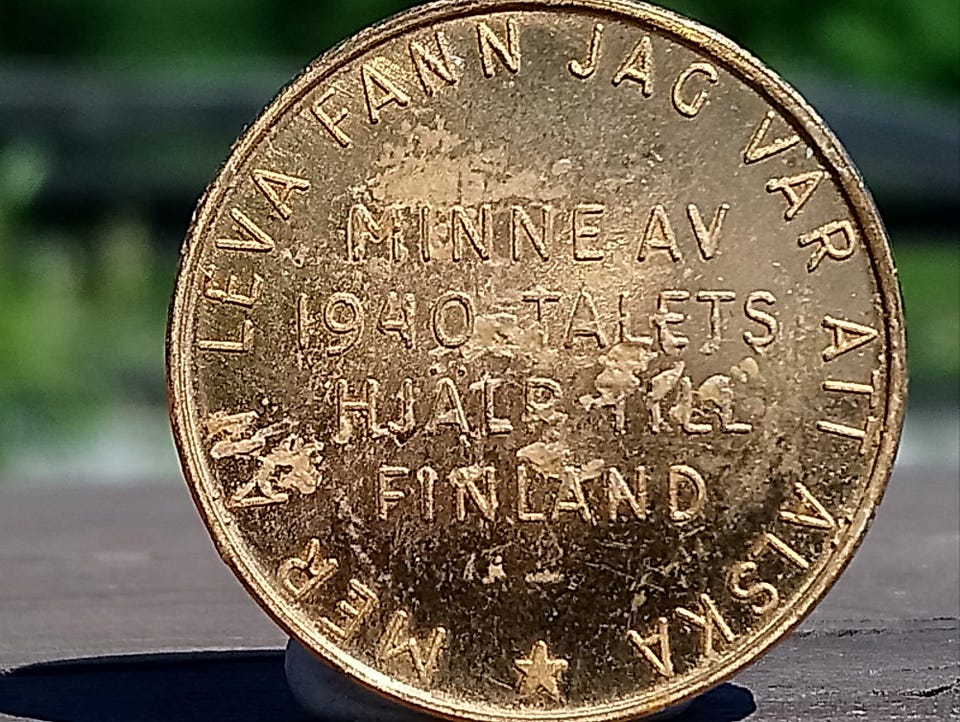 MER ÄN LEVA FANN JAG VAR ATT ÄLSKA
MINNE AV
1940-TALETS
HJÄLP TILL
FINLAND